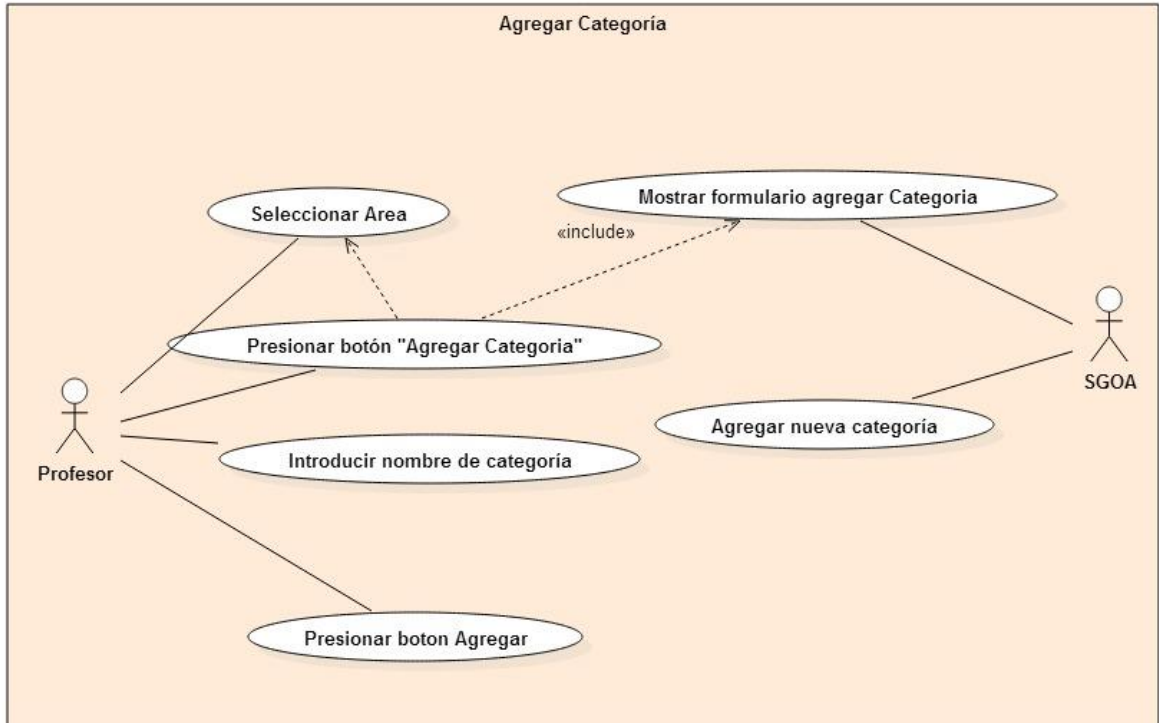 Agregar Categoría
Seleccionar Area
Mostrar formulario agregar Categoria
«include»
Presionar botón "Agregar Categoria"
SGOA
Agregar nueva categoría
Introducir nombre de categoría
Profesor
Presionar boton Agregar